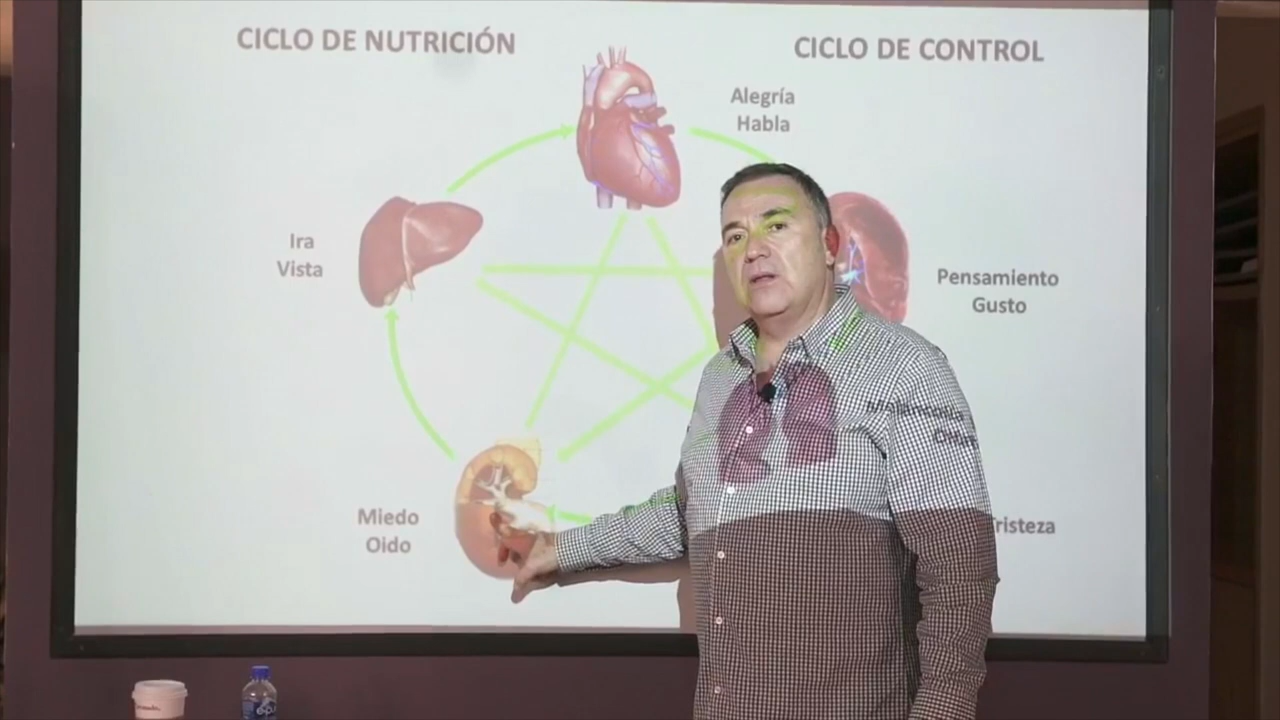 CICLO DE NUTRICIÓN
CICLO DE CONTROL
Alegría
Habla
Ira
Vista
Pensamiento
Gusto
Miedo
Oido
Tristeza